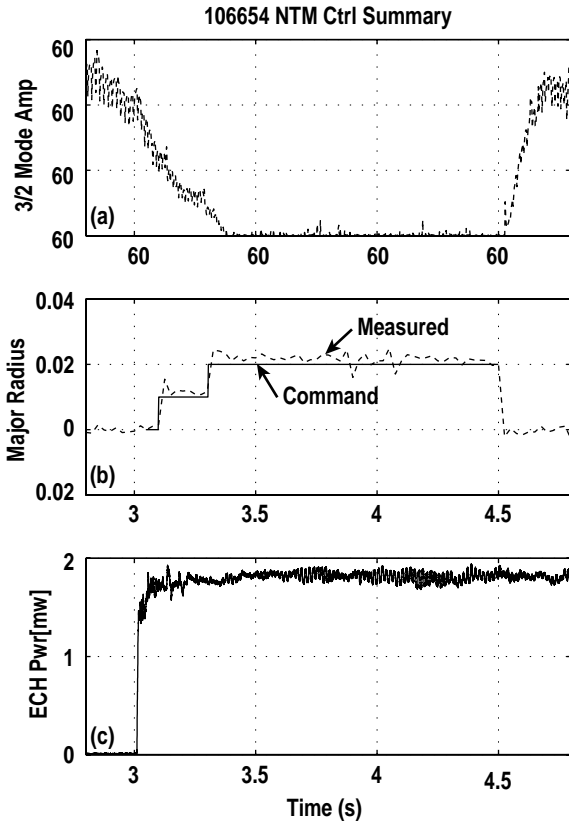 106654 NTM Ctrl Summary
60
60
60
60
3/2 Mode Amp
(a)
60 60 60 60
0.04
0.02
0
0.02
Major Radius
Measured
Command
(b)
3 3.5 4 4.5
2
1
0
ECH Pwr[mw]
(c)
3 3.5 4 4.5
Time (s)